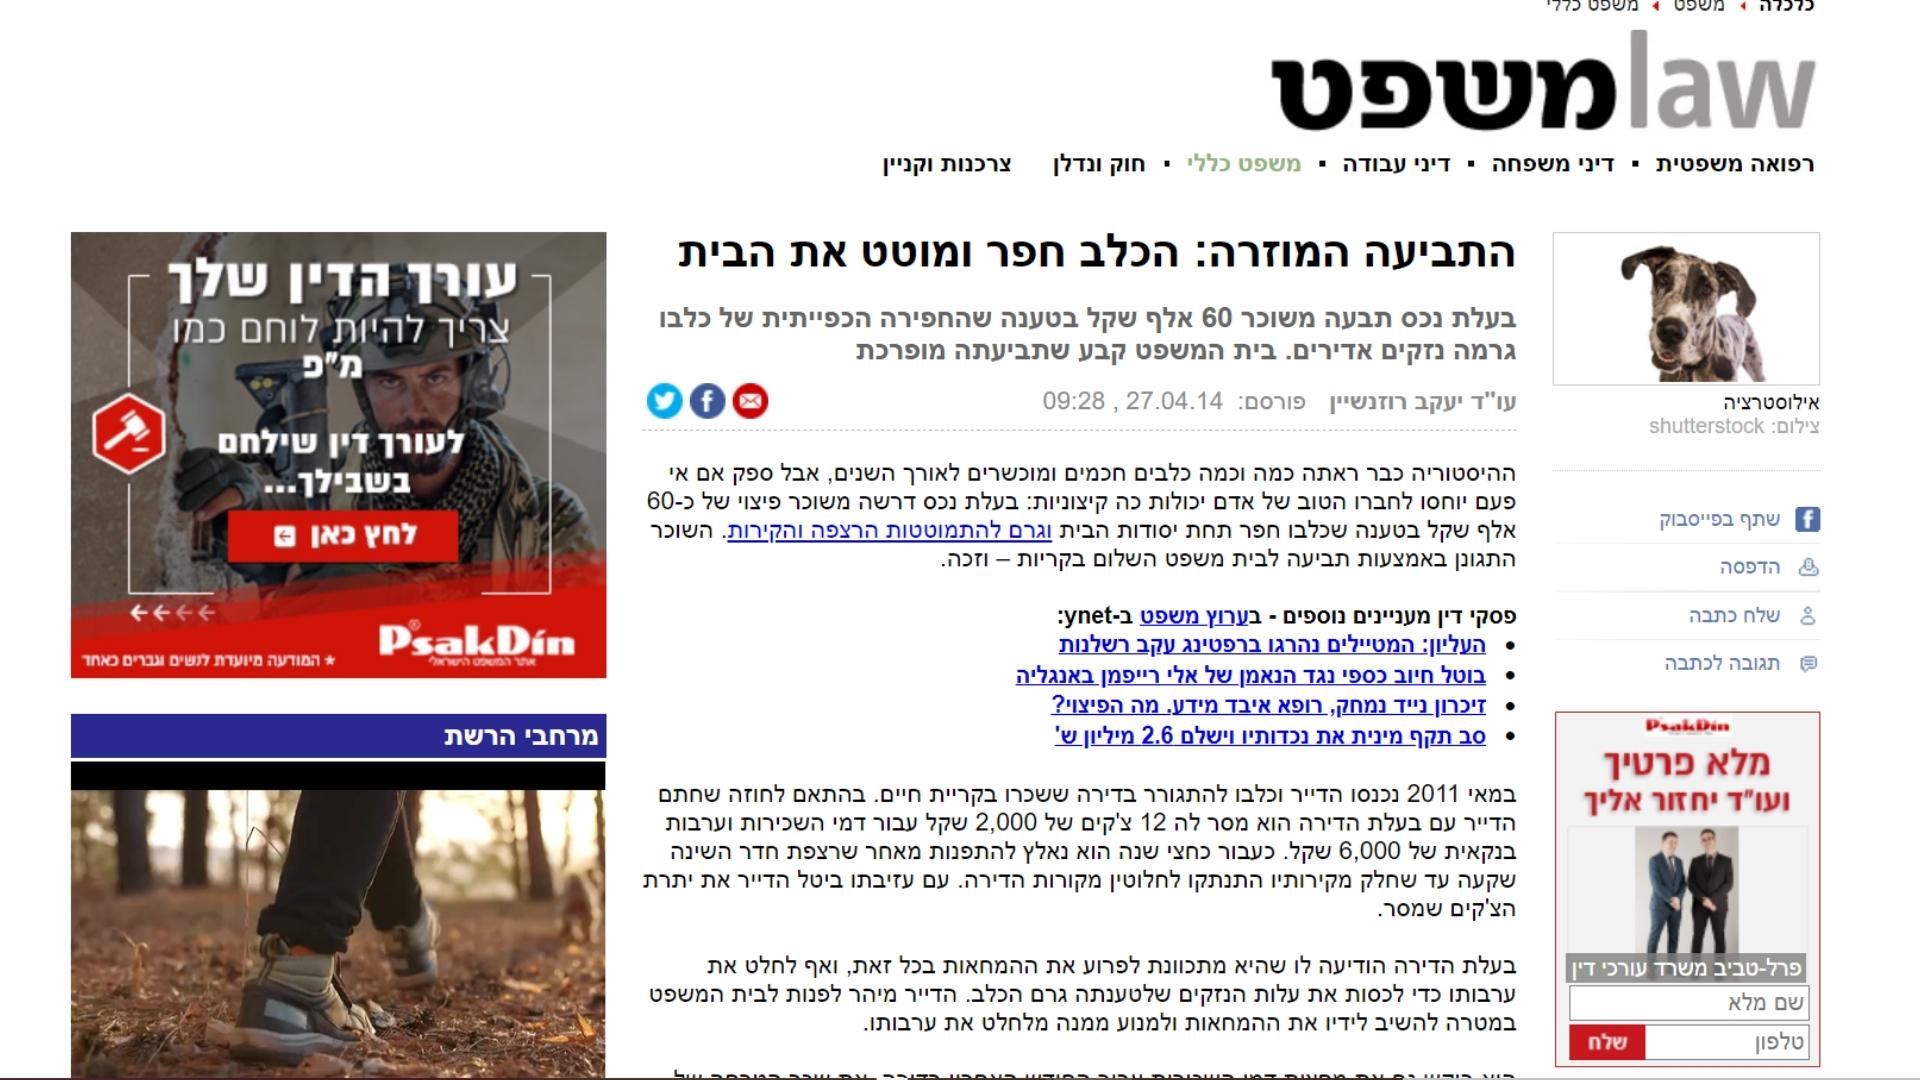 כלכלה משפט משפט כללי
lawמשפט
רפואה משפטית ▪ דיני משפחה ▪ דיני עבודה ▪ משפט כללי ▪ חוק ונדלן צרכנות וקניין
אילוסטרציה
צילום: shutterstock
שתף בפייסבוק
הדפסה
שלח כתבה
תגובה לכתבה
PsakDin
מלא פרטיך
ועו"ד יחזור אליך
פרל-טביב משרד עורכי דין
שם מלא
טלפון
שלח
התביעה המוזרה: הכלב חפר ומוטט את הבית
בעלת נכס תבעה משוכר 60 אלף שקל בטענה שהחפירה הכפייתית של כלבו
גרמה נזקים אדירים. בית המשפט קבע שתביעתה מופרכת
עו"ד יעקב רוזנשיין פורסם: 27.04.14 , 09:28
ההיסטוריה כבר ראתה כמה וכמה כלבים חכמים ומוכשרים לאורך השנים, אבל ספק אם אי
פעם יוחסו לחברו הטוב של אדם יכולות כה קיצוניות: בעלת נכס דרשה משוכר פיצוי של כ-60
אלף שקל בטענה שכלבו חפר תחת יסודות הבית וגרם להתמוטטות הרצפה והקירות. השוכר
התגונן באמצעות תביעה לבית משפט השלום בקריות – וזכה.
פסקי דין מעניינים נוספים - בערוץ משפט ב-ynet:
• העליון: המטיילים נהרגו ברפטינג עקב רשלנות
• בוטל חיוב כספי נגד הנאמן של אלי רייפמן באנגליה
• זיכרון נייד נמחק, רופא איבד מידע. מה הפיצוי?
• סב תקף מינית את נכדותיו וישלם 2.6 מיליון ש'
במאי 2011 נכנסו הדייר וכלבו להתגורר בדירה ששכרו בקריית חיים. בהתאם לחוזה שחתם
הדייר עם בעלת הדירה הוא מסר לה 12 צ'קים של 2,000 שקל עבור דמי השכירות וערבות
בנקאית של 6,000 שקל. כעבור כחצי שנה הוא נאלץ להתפנות מאחר שרצפת חדר השינה
שקעה עד שחלק מקירותיו התנתקו לחלוטין מקורות הדירה. עם עזיבתו ביטל הדייר את יתרת
הצ'קים שמסר.
בעלת הדירה הודיעה לו שהיא מתכוונת לפרוע את ההמחאות בכל זאת, ואף לחלט את
ערבותו כדי לכסות את עלות הנזקים שלטענתה גרם הכלב. הדייר מיהר לפנות לבית המשפט
במטרה להשיב לידיו את ההמחאות ולמנוע ממנה מלחלט את ערבותו.
עורך הדין שלך
צריך להיות לוחם כמו
מ"פ
לעורך דין שילחם
בשבילך...
לחץ כאן
PsakDin
אתר המשפט הישראלי
* המודעה מיועדת לנשים וגברים כאחד
מרחבי הרשת